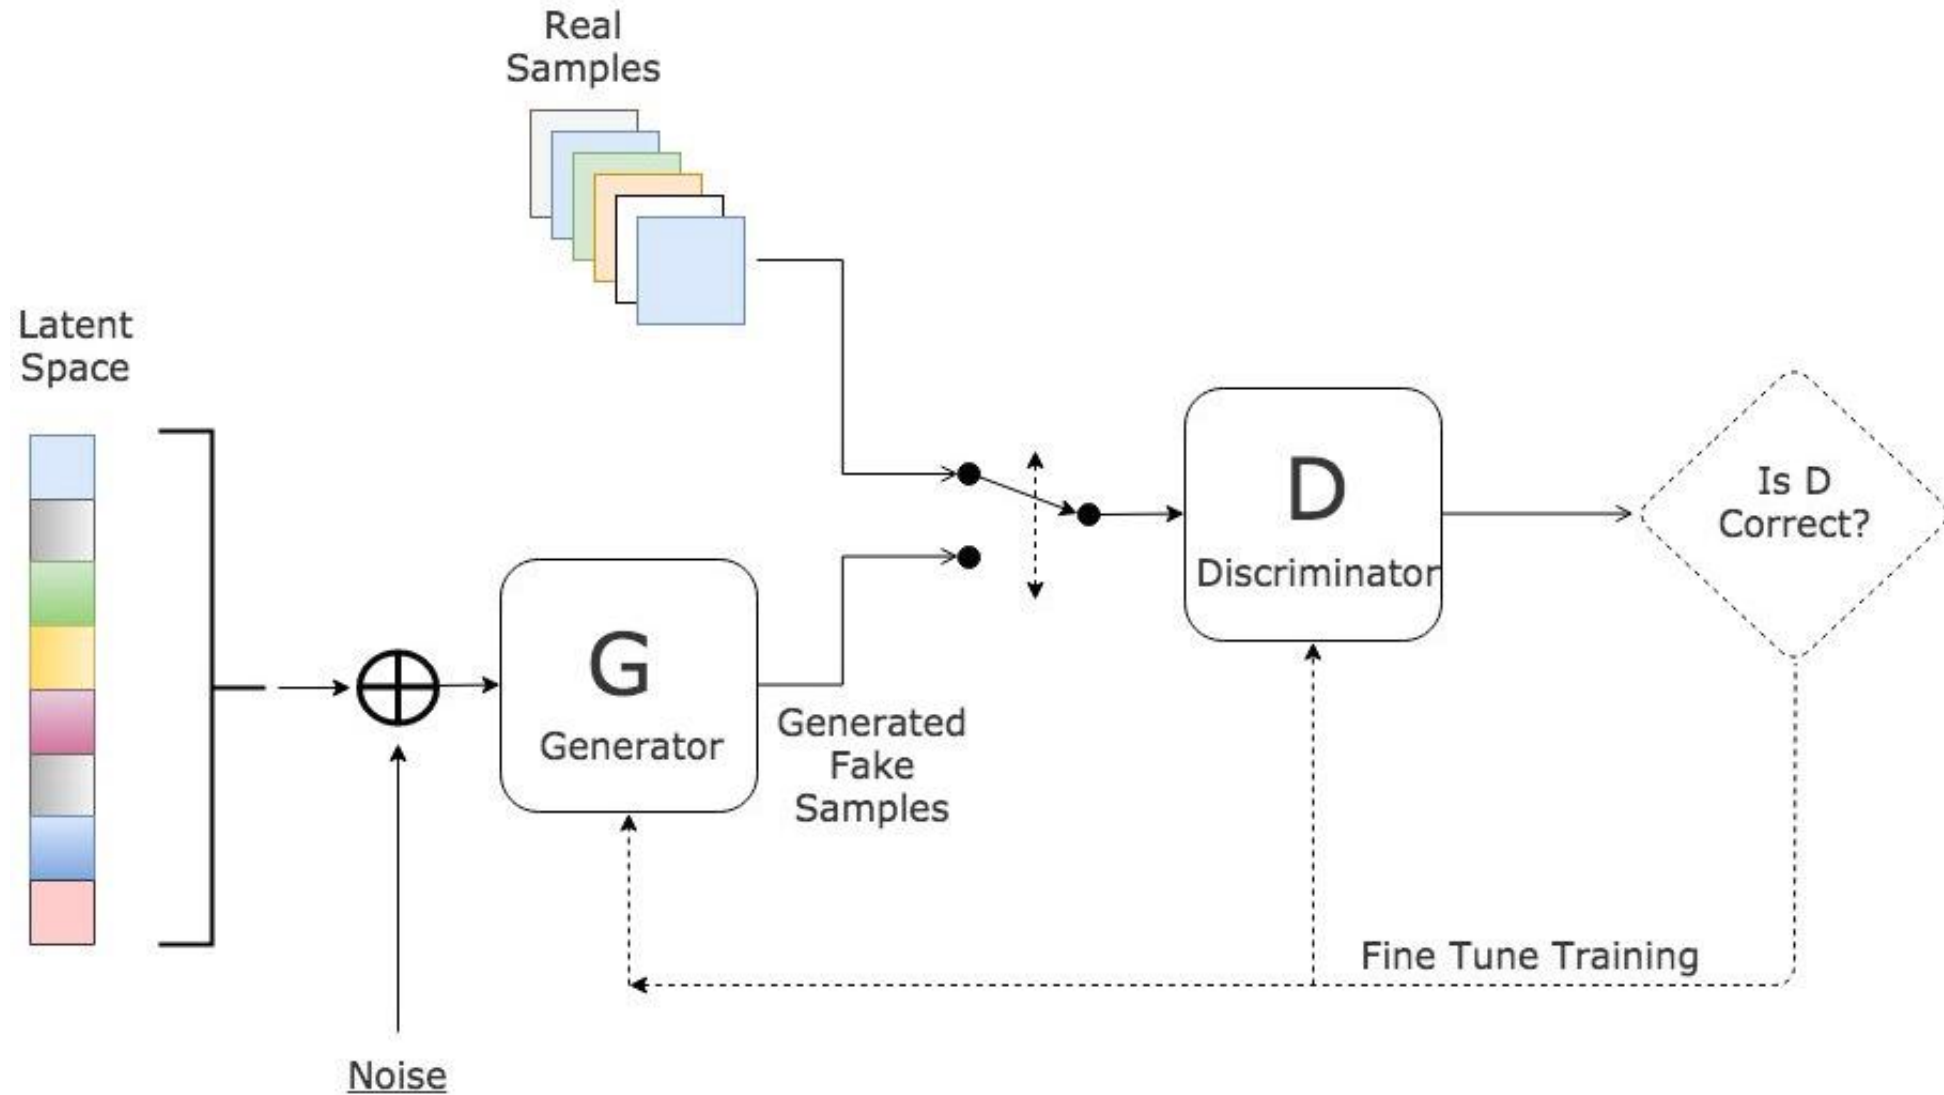 Real
Samples
Latent
Space
D
Discriminator
Is D
Correct?
G
Generator
Generated
Fake
Samples
Fine Tune Training
Noise